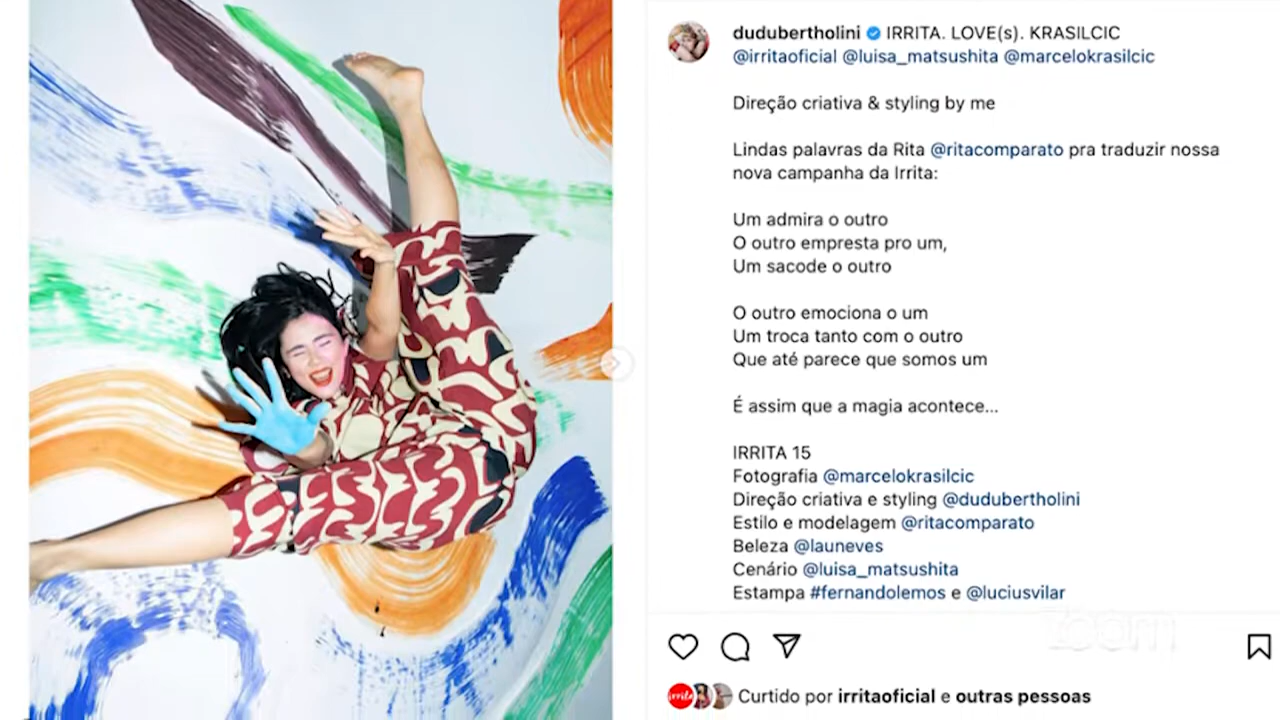 dudubertholini IRRITA. LOVE(s). KRASILCIC
@irritaoficial @luisa_matsushita @marcelokrasilcic
Direção criativa & styling by me
Lindas palavras da Rita @ritacomparato pra traduzir nossa
nova campanha da Irrita:
Um admira o outro
O outro empresta pro um,
Um sacode o outro
O outro emociona o um
Um troca tanto com o outro
Que até parece que somos um
É assim que a magia acontece...
IRRITA 15
Fotografia @marcelokrasilcic
Direção criativa e styling @dudubertholini
Estilo e modelagem @ritacomparato
Beleza @launeves
Cenário @luisa_matsushita
Estampa #fernandolemos e @luciusvilar
zoom
irrita
Curtido por irritaoficial e outras pessoas